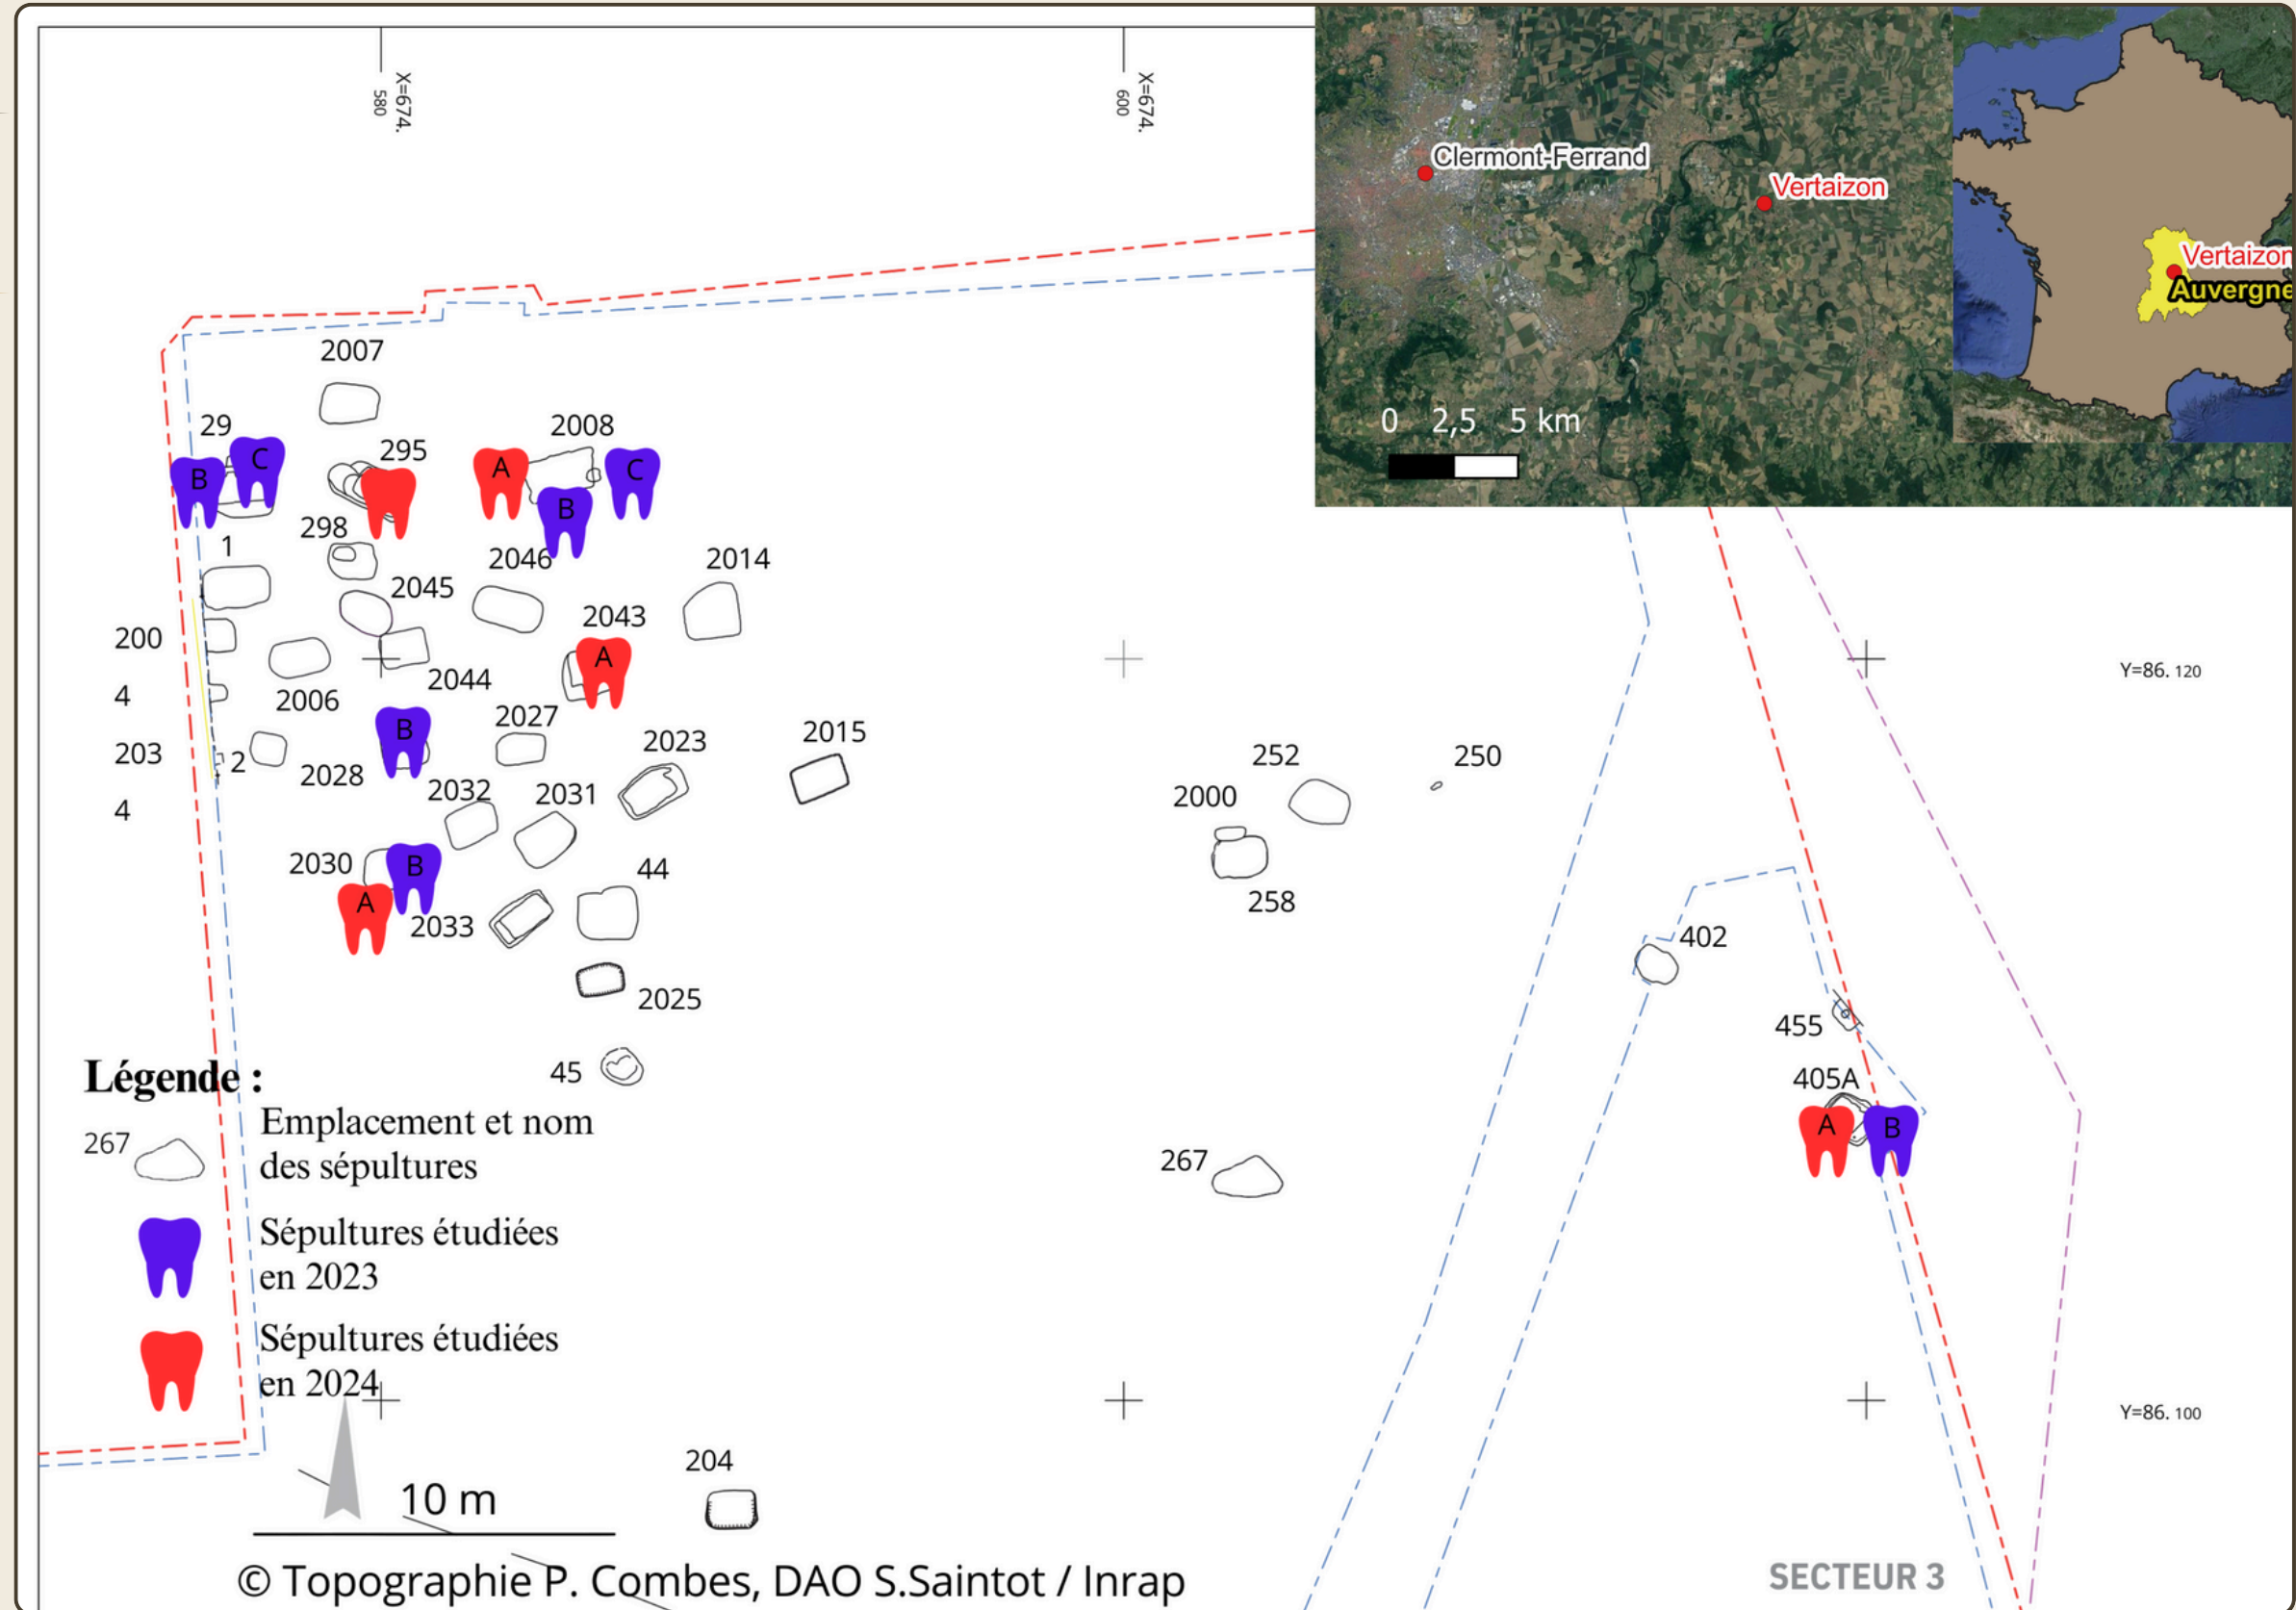 X=674.
580
X=674.
600
Clermont-Ferrand
Vertaizon
Vertaizon
Auvergne
0 2,5 5 km
2007
29
295
2008
B
C
A
B
C
298
1
2046
2014
2045
2043
A
200
2044
Y=86. 120
4
2006
B
2027
2023
2015
203
2
2028
252
250
2032
2031
2000
4
2030
B
44
258
A
2033
402
2025
455
45
405A
A
B
Légende :
267
Emplacement et nom
des sépultures
267
Sépultures étudiées
en 2023
Sépultures étudiées
en 2024
Y=86. 100
204
10 m
© Topographie P. Combes, DAO S.Saintot / Inrap
SECTEUR 3